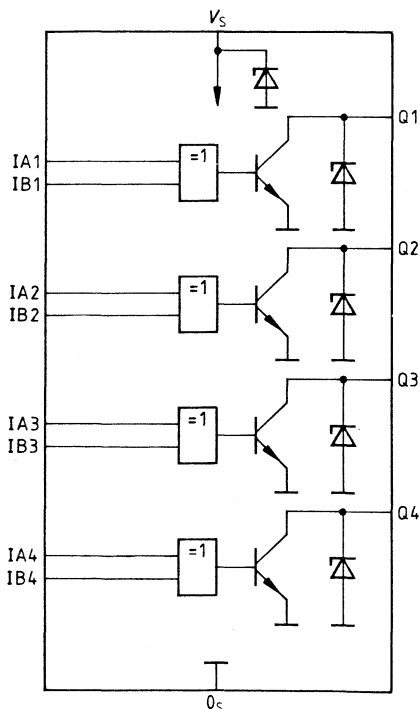 VS
Q1
=1
IA1
IB1
Q2
=1
IA2
IB2
Q3
=1
IA3
IB3
Q4
=1
IA4
IB4
0S